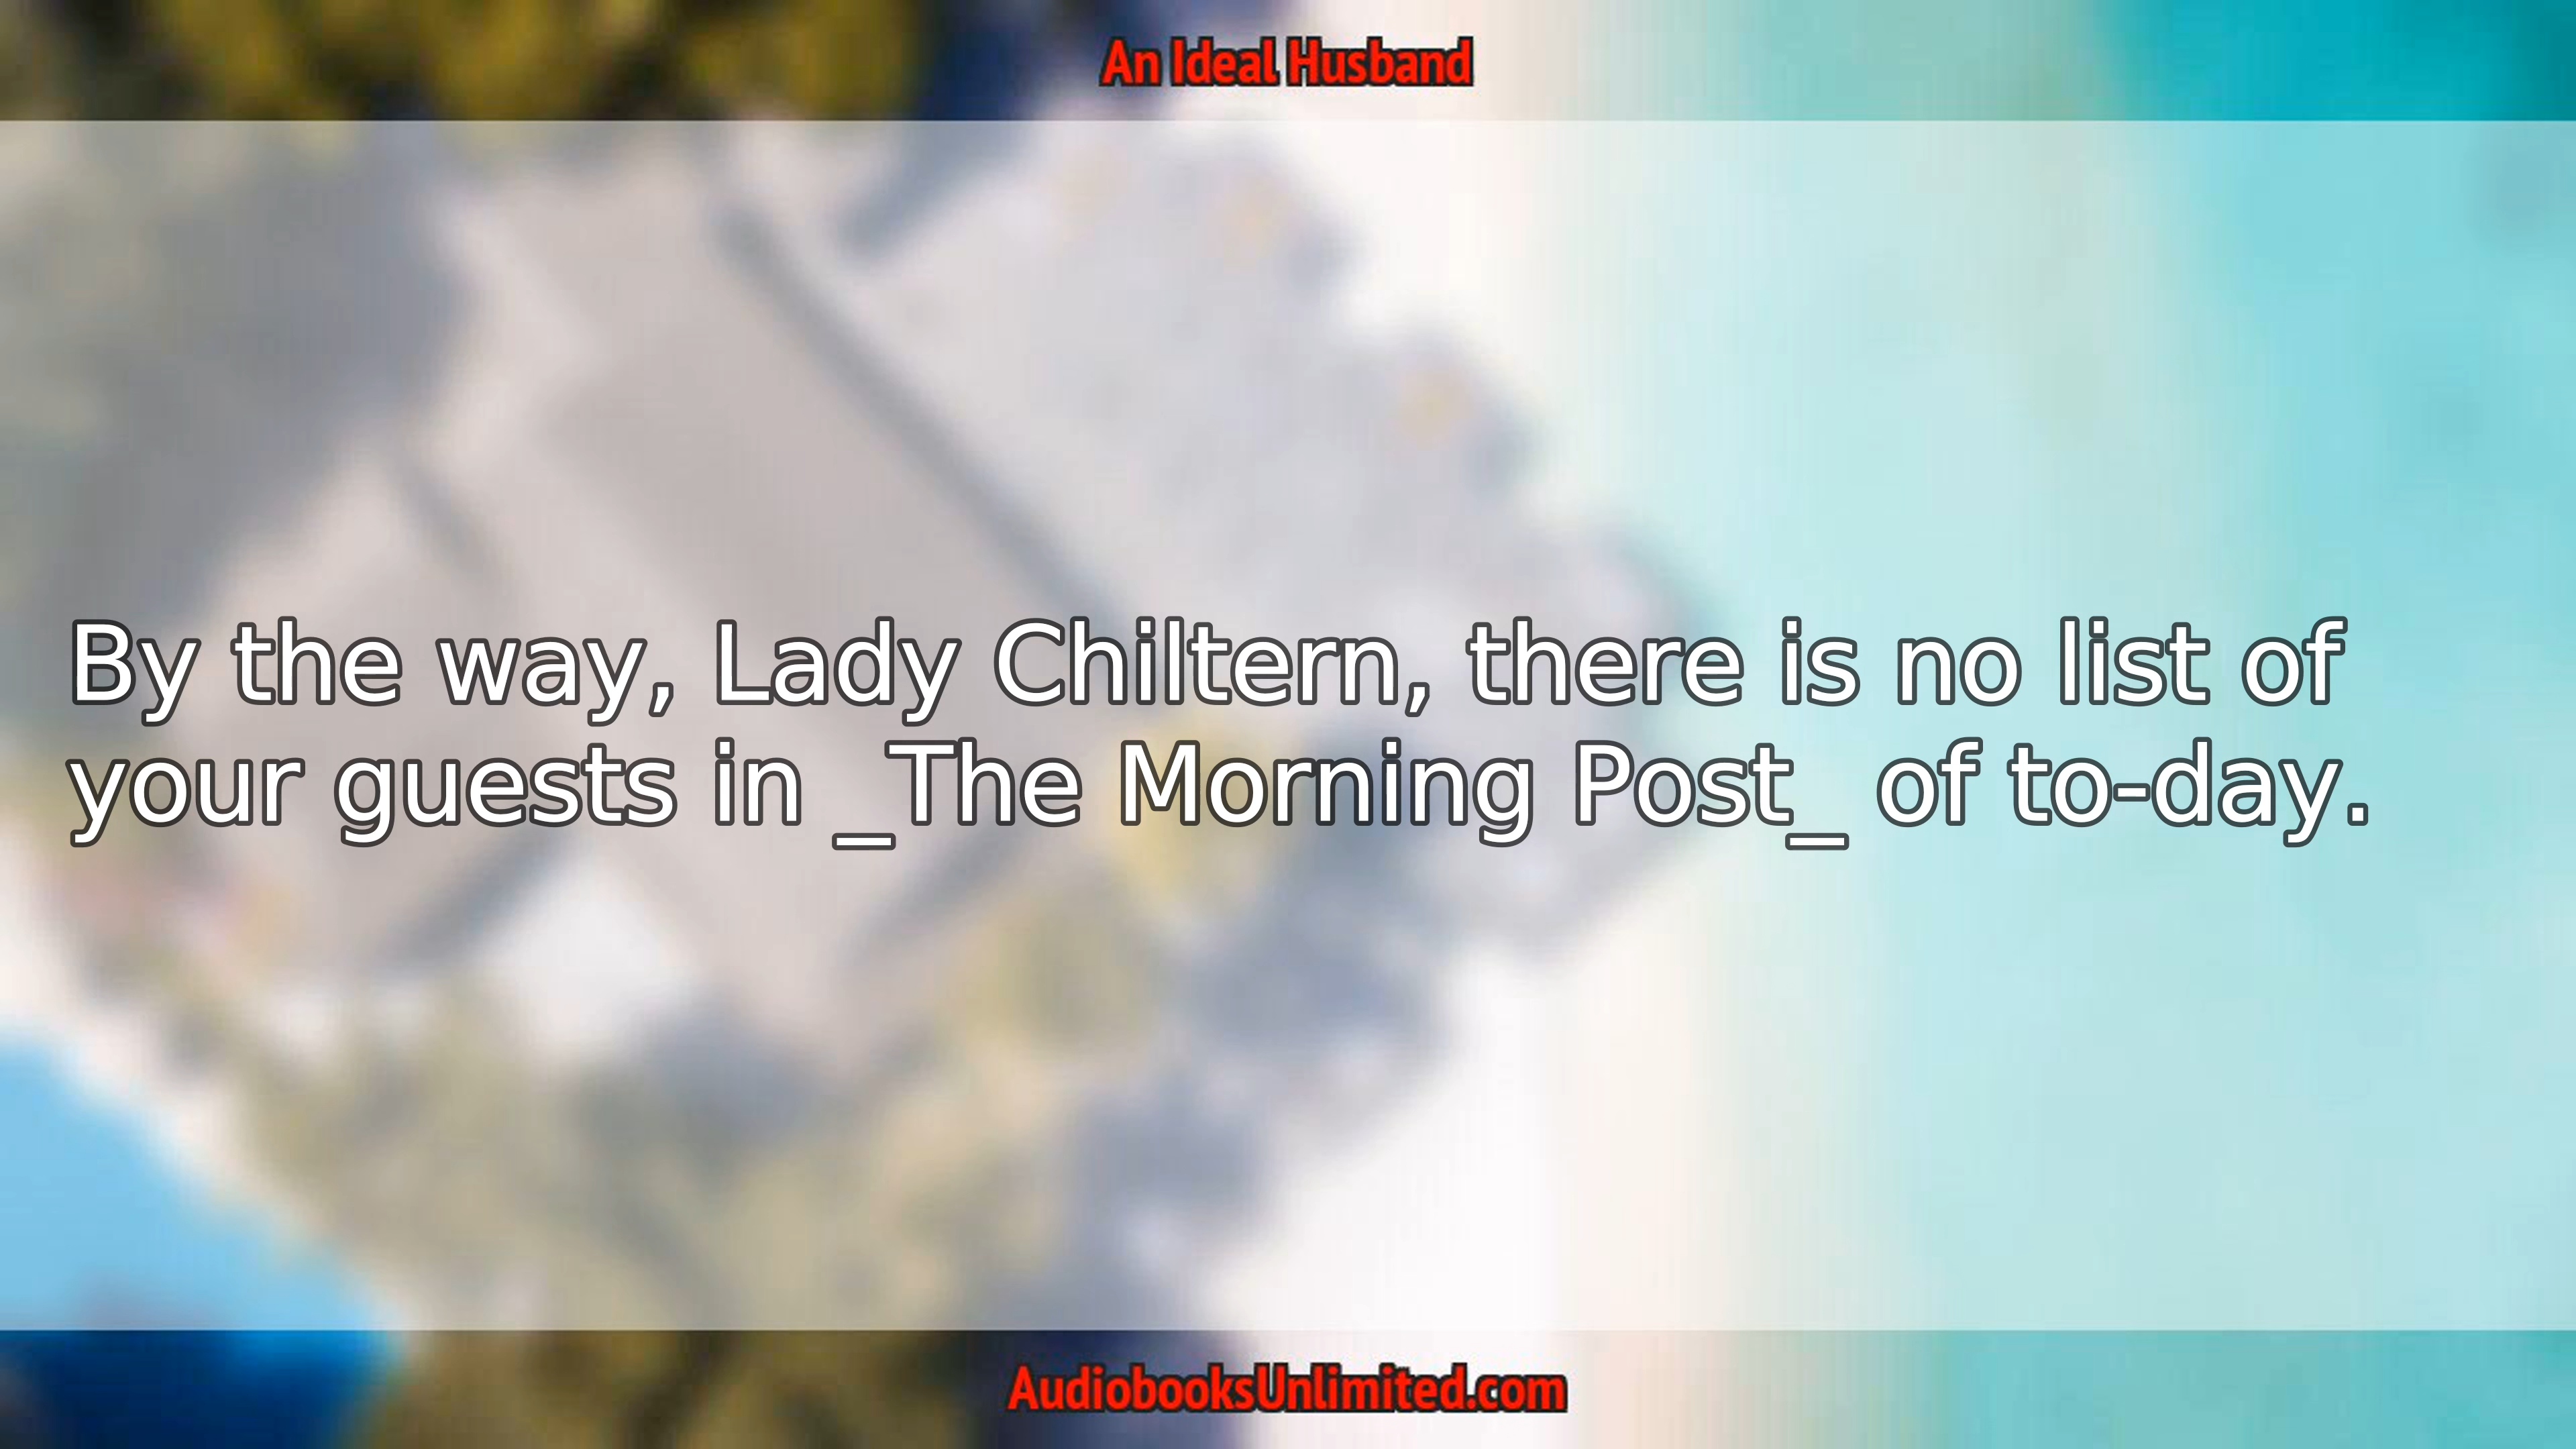 An Ideal Husband
By the way, Lady Chiltern, there is no list of
your guests in _The Morning Post_ of to-day.
AudiobooksUnlimited.com